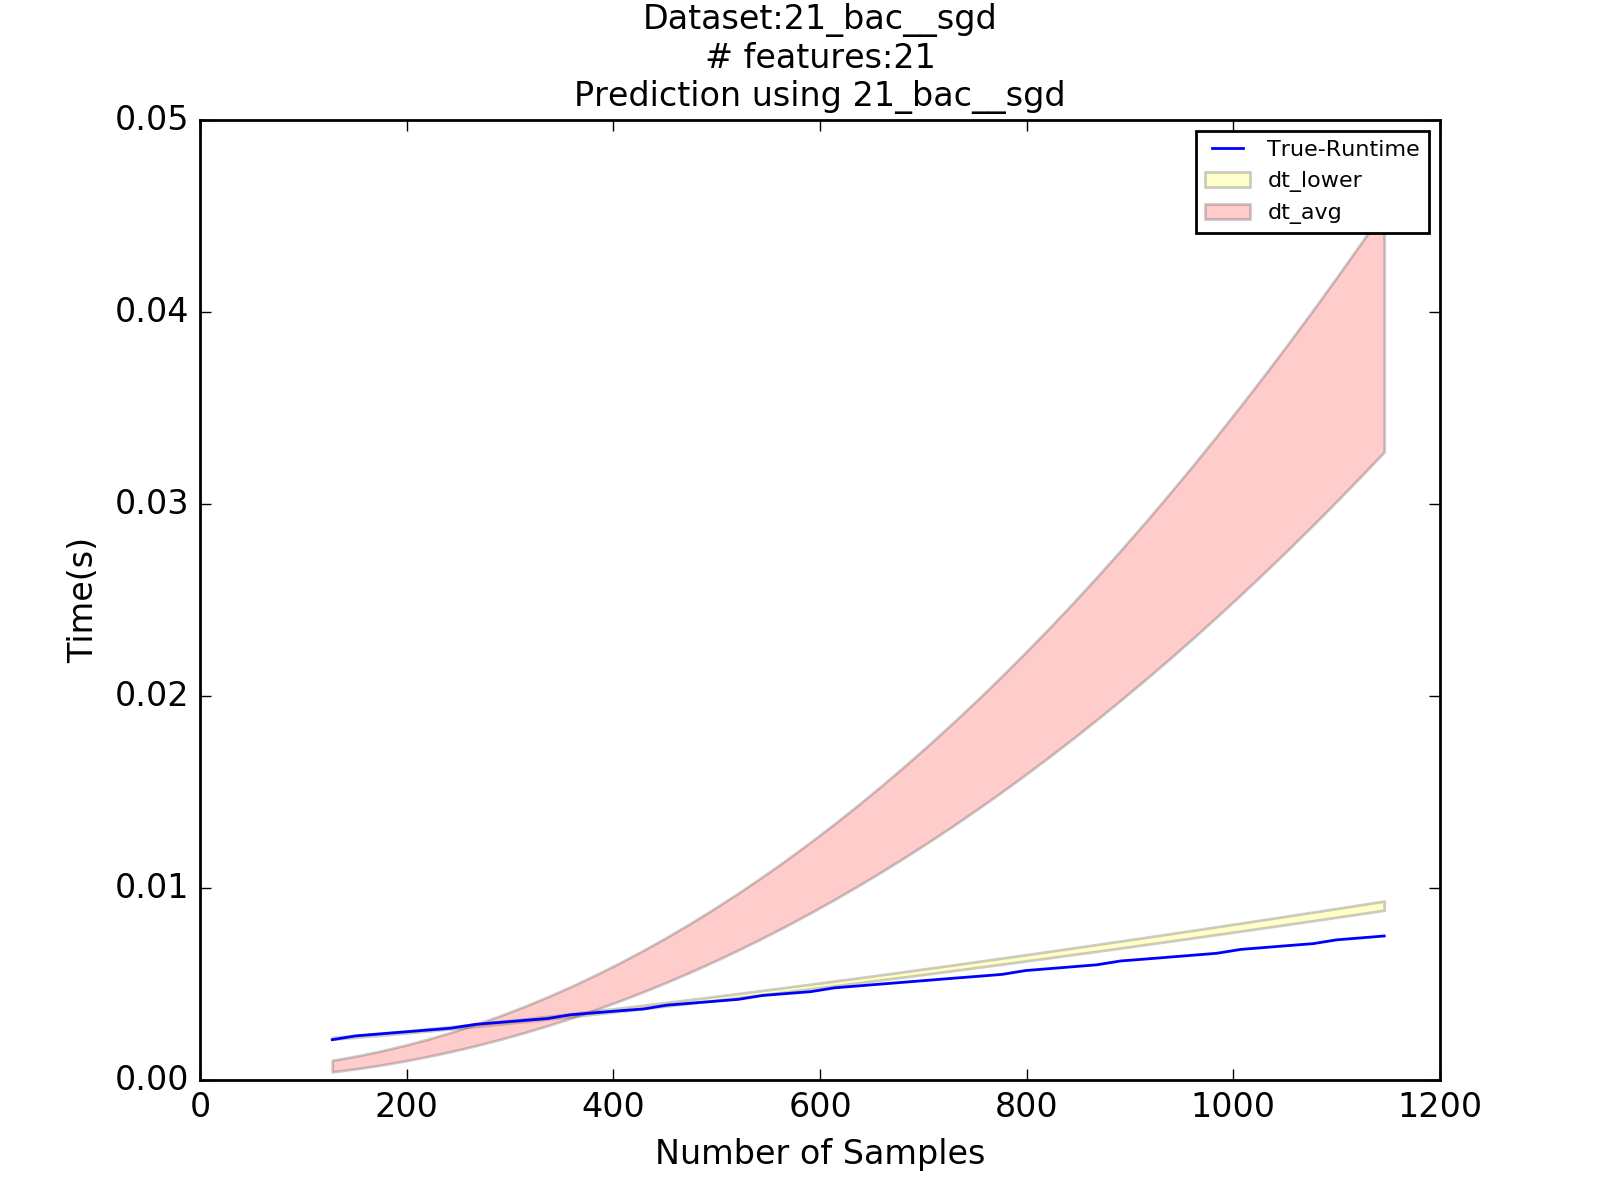 Dataset:21_bac__sgd
# features:21
Prediction using 21_bac__sgd
0.05
0.04
0.03
0.02
0.01
0.00
Time(s)
True-Runtime
dt_lower
dt_avg
0 200 400 600 800 1000 1200
Number of Samples